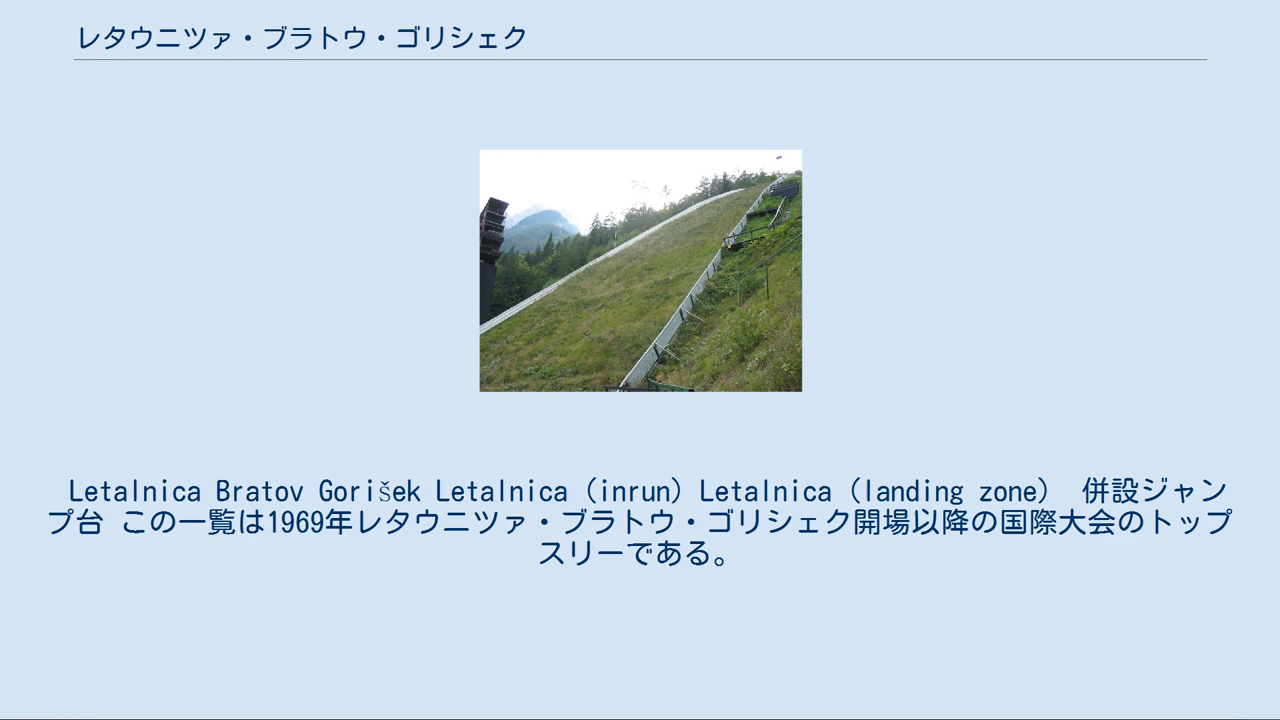 レタウニツァ・ブラトウ・ゴリシェク
Letalnica Bratov Gorišek Letalnica (inrun) Letalnica (landing zone) 併設ジャン
プ台 この一覧は1969年レタウニツァ・ブラトウ・ゴリシェク開場以降の国際大会のトップ
スリーである。